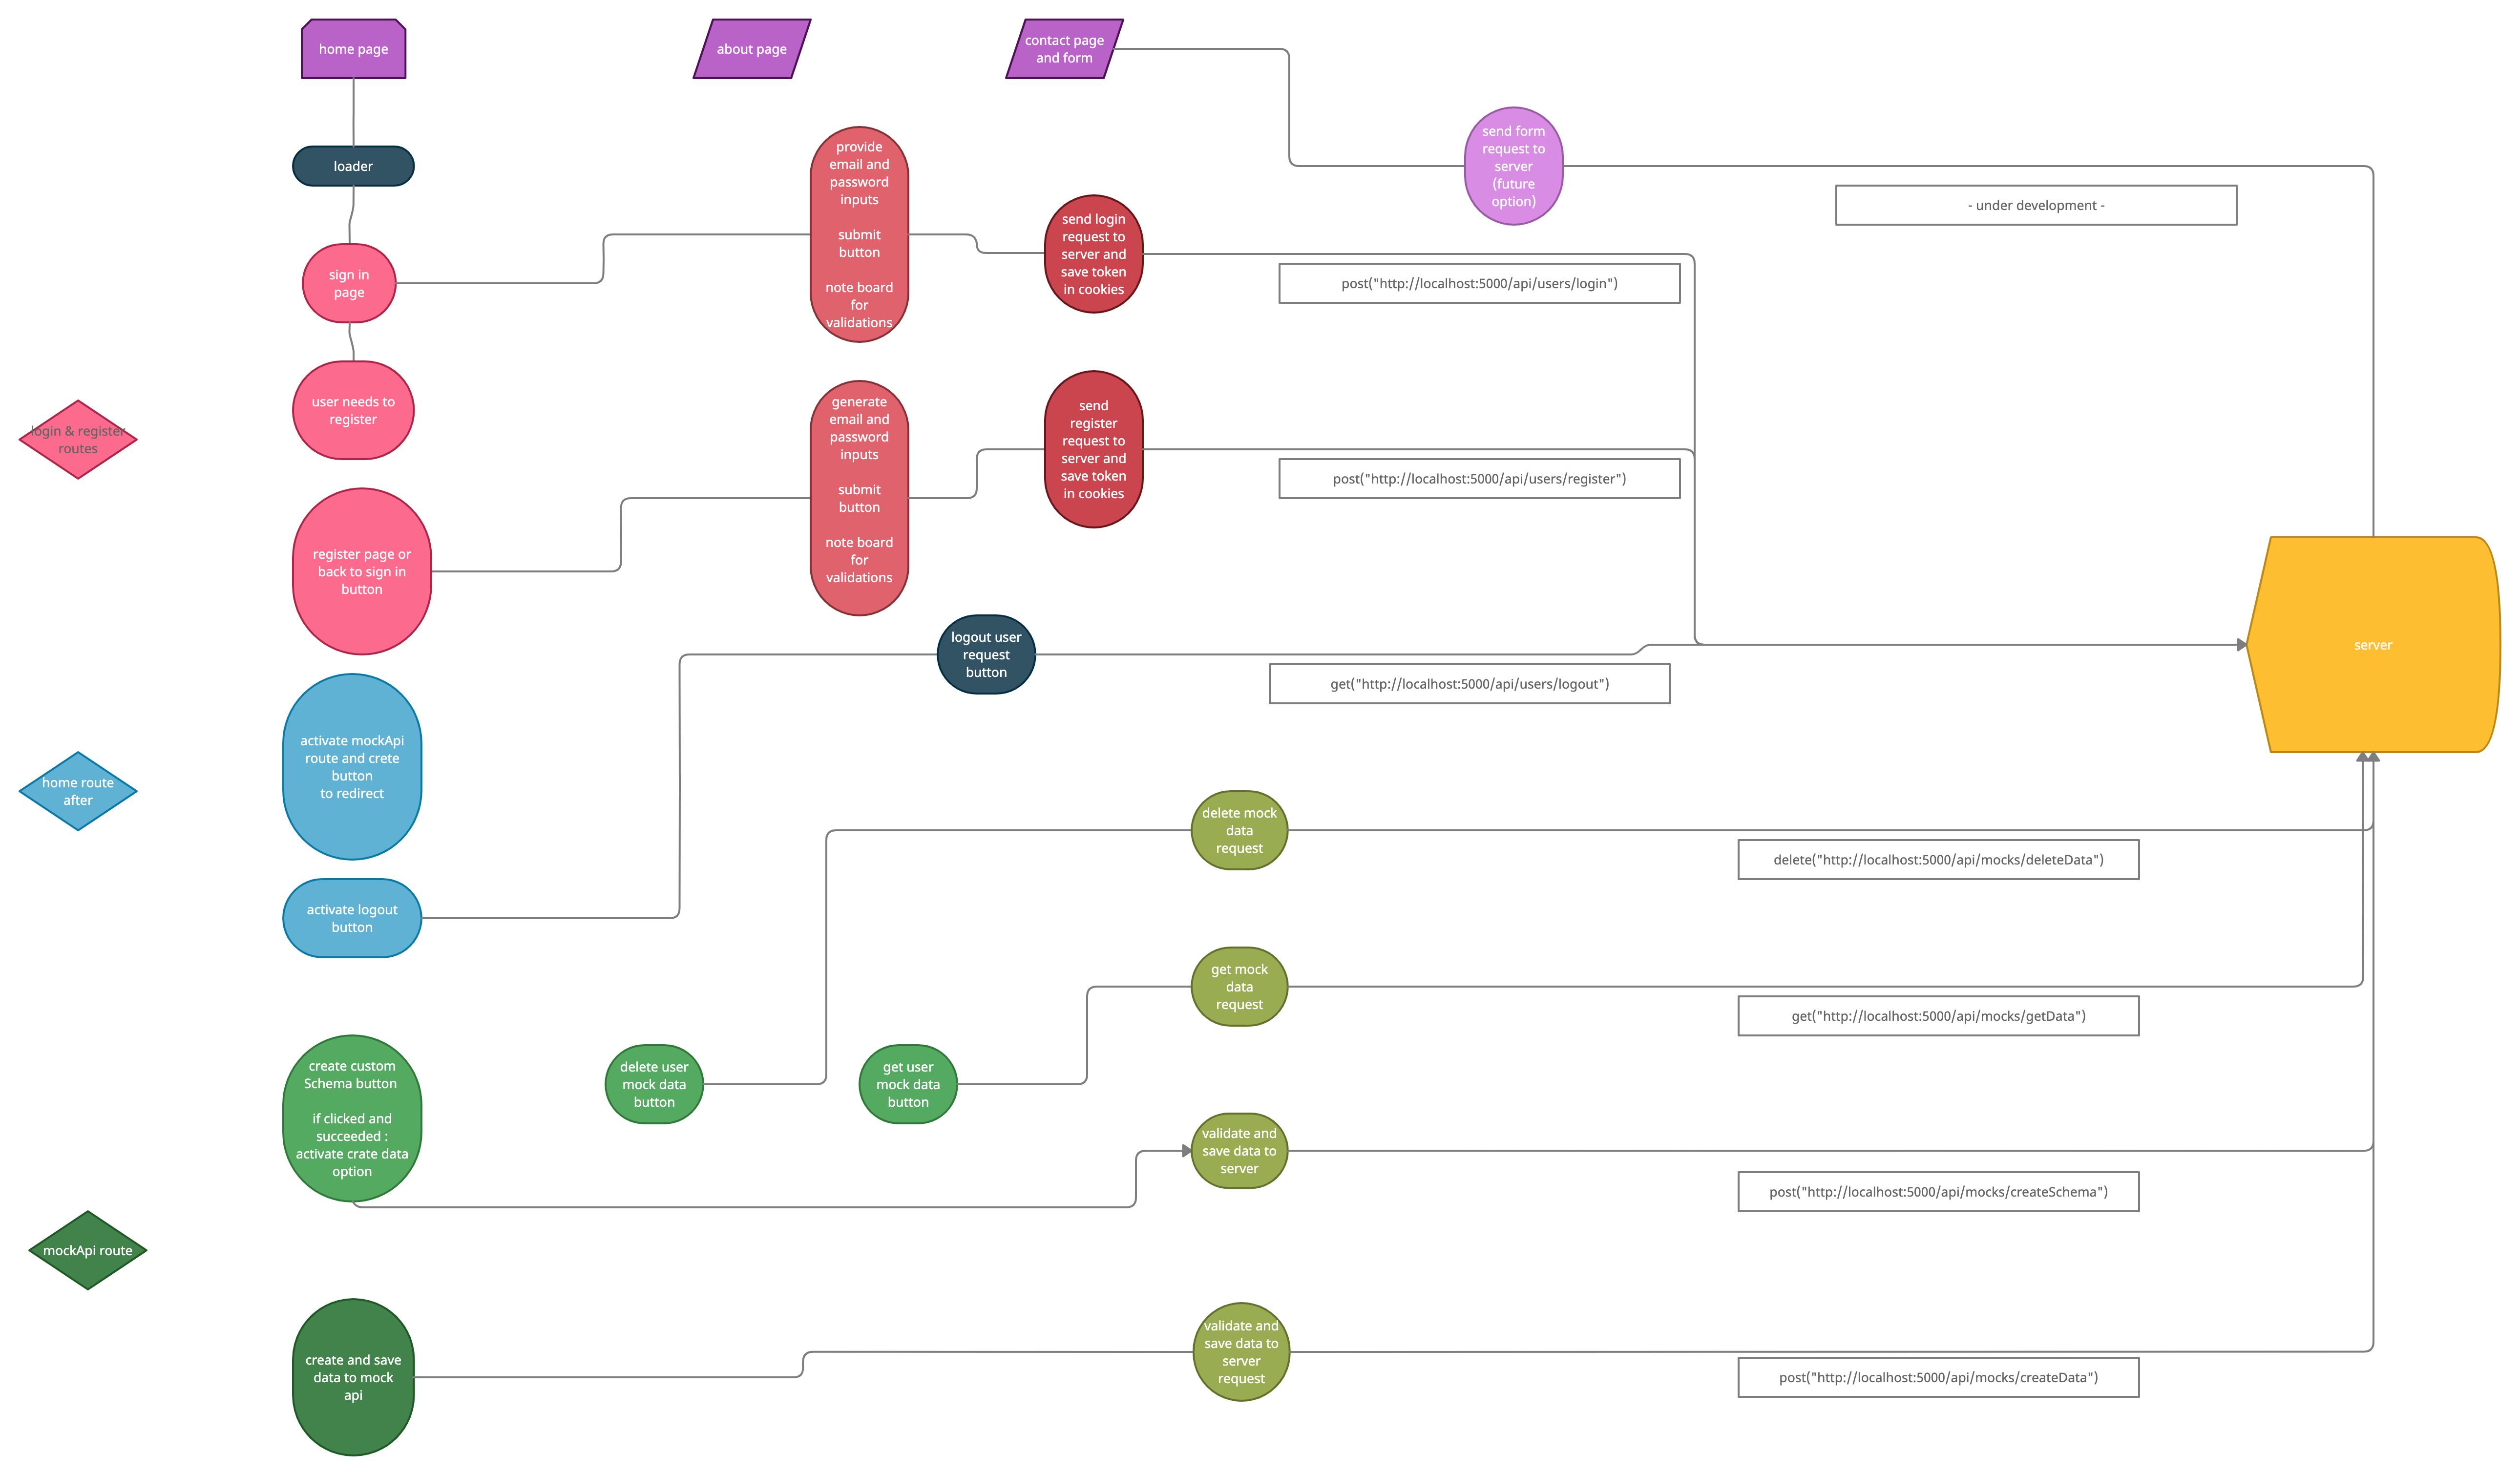 home page
about page
contact page
and form
loader
provide
email and
password
inputs
submit
button
note board
for
validations
send form
request to
server
(future
option)
- under development -
send login
request to
server and
save token
in cookies
sign in
page
post("http://localhost:5000/api/users/login")
user needs to
register
login & register
routes
generate
email and
password
inputs
submit
button
note board
for
validations
send
register
request to
server and
save token
in cookies
post("http://localhost:5000/api/users/register")
register page or
back to sign in
button
logout user
request
button
server
get("http://localhost:5000/api/users/logout")
activate mockApi
route and crete
button
to redirect
home route
after
delete mock
data
request
delete("http://localhost:5000/api/mocks/deleteData")
activate logout
button
get mock
data
request
get("http://localhost:5000/api/mocks/getData")
create custom
Schema button
if clicked and
succeeded :
activate crate data
option
delete user
mock data
button
get user
mock data
button
validate and
save data to
server
post("http://localhost:5000/api/mocks/createSchema")
mockApi route
create and save
data to mock
api
validate and
save data to
server
request
post("http://localhost:5000/api/mocks/createData")